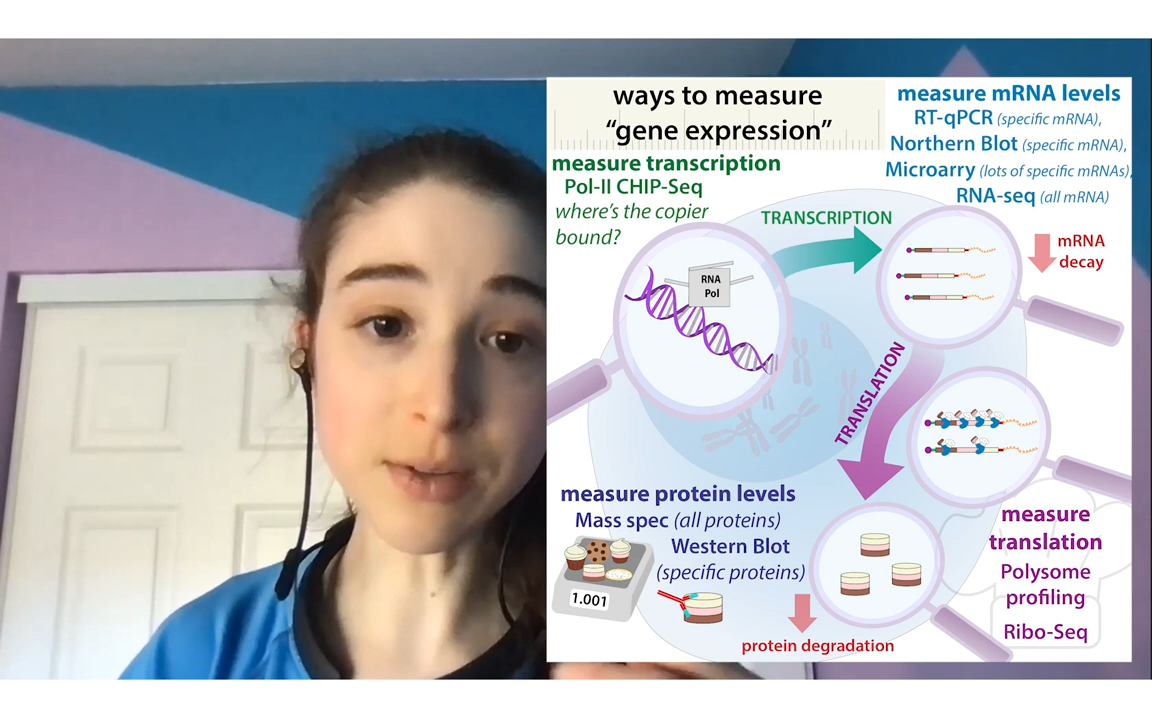 ways to measure
“gene expression”
measure transcription
Pol-II CHIP-Seq
where’s the copier
bound?
measure mRNA levels
RT-qPCR (specific mRNA),
Northern Blot (specific mRNA),
Microarry (lots of specific mRNAs),
RNA-seq (all mRNA)
TRANSCRIPTION
RNA
Pol
mRNA
decay
TRANSLATION
measure protein levels
Mass spec (all proteins)
Western Blot
(specific proteins)
1.001
protein degradation
measure
translation
Polysome
profiling
Ribo-Seq